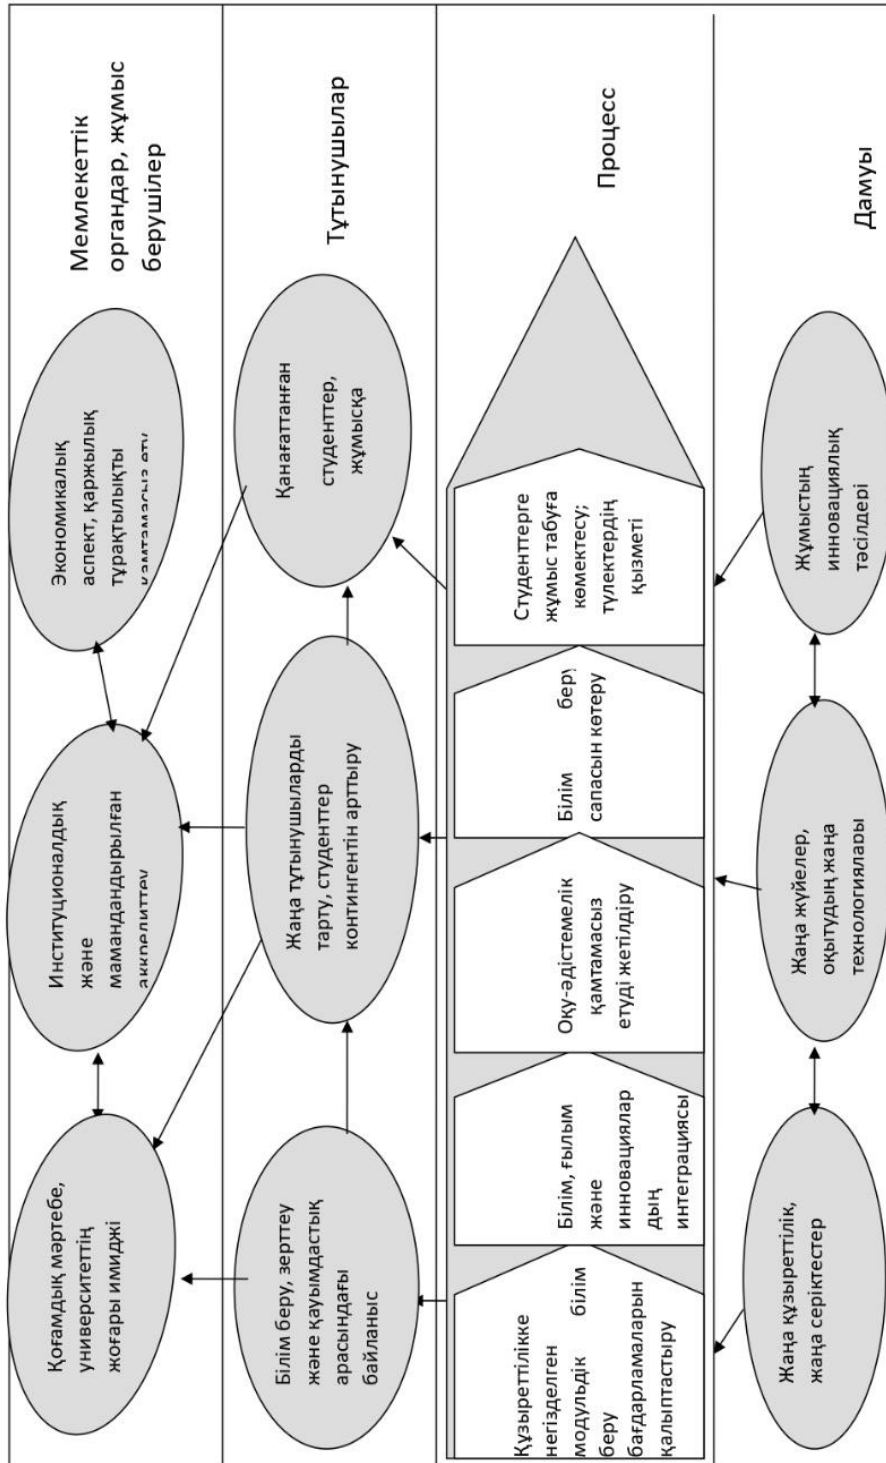 Мемлекеттік
органдар, жұмыс
берушілер
Қоғамдық мәртебе,
университеттің
жоғары имиджі
Институционалдық
және
мамандандырылған
Экономикалық
аспект, қаржылық
тұрақтылықты
Тұтынушылар
Білім беру, зерттеу
және қауымдастық
арасындағы
байланыс
Жаңа тұтынушыларды
тарту, студенттер
контингентін арттыру
Қанағаттанған
студенттер,
жұмысқа
Процесс
Құзыреттілікке
негізделген
модульдік білім
беру
бағдарламаларын
қалыптастыру
Білім, ғылым
және
инновациялар
дың
интеграциясы
Оқу-әдістемелік
қамтамасыз
етуді жетілдіру
Білім беру
сапасын көтеру
Студенттерге
жұмыс табуға
көмектесу;
түлектердің
қызметі
Дамуы
Жаңа құзыреттілік,
жаңа серіктестер
Жаңа жүйелер,
оқытудың жаңа
технологиялары
Жұмыстың
инновациялық
тәсілдері